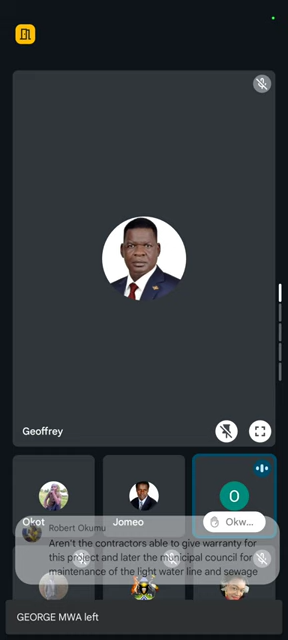 Geoffrey
Okot
Jomeo
O
Okw...
Robert Okumu
Aren't the contractors able to give warranty for
this project and later the municipal council for
maintenance of the light water line and sewage
GEORGE MWA left